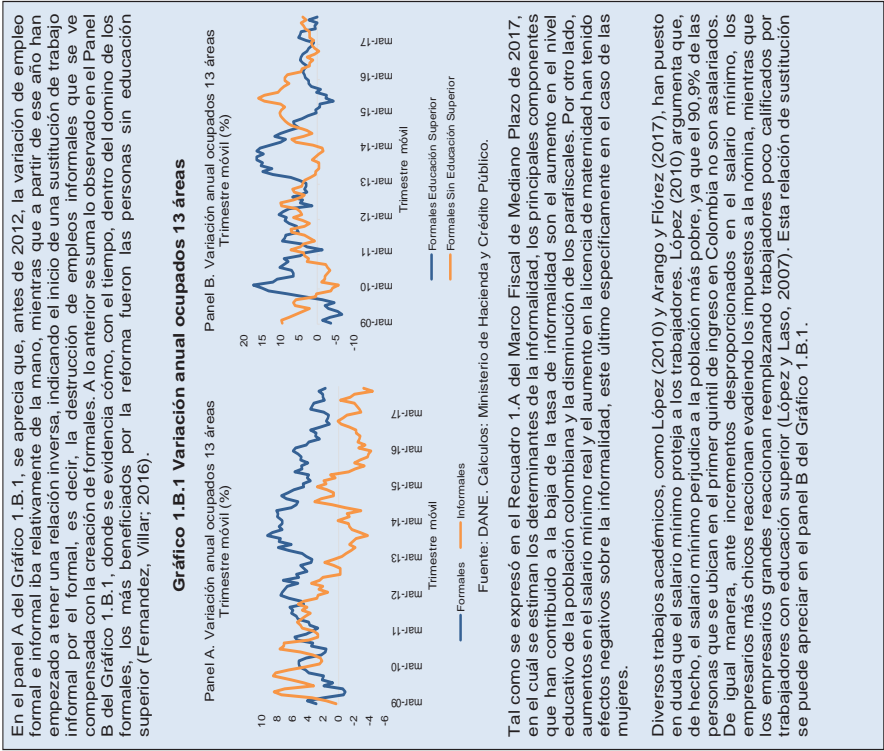 En el panel A del Gráfico 1.B.1, se aprecia que, antes de 2012, la variación de empleo
formal e informal iba relativamente de la mano, mientras que a partir de ese año han
empezado a tener una relación inversa, indicando el inicio de una sustitución de trabajo
informal por el formal, es decir, la destrucción de empleos informales que se ve
compensada con la creación de formales. A lo anterior se suma lo observado en el Panel
B del Gráfico 1.B.1, donde se evidencia cómo, con el tiempo, dentro del domino de los
formales, los más beneficiados por la reforma fueron las personas sin educación
superior (Fernandez, Villar; 2016).
Gráfico 1.B.1 Variación anual ocupados 13 áreas
Panel A. Variación anual ocupados 13 áreas
Trimestre móvil (%)
10
8
6
4
2
0
-2
-4
-6
mar-09
mar-10
mar-11
mar-12
mar-13
mar-14
mar-15
mar-16
mar-17
Trimestre móvil
Formales
Informales
Panel B. Variación anual ocupados 13 áreas
Trimestre móvil (%)
20
15
10
5
0
-5
-10
mar-09
mar-10
mar-11
mar-12
mar-13
mar-14
mar-15
mar-16
mar-17
Trimestre móvil
Formales Educación Superior
Formales Sin Educación Superior
Fuente: DANE. Cálculos: Ministerio de Hacienda y Crédito Público.
Tal como se expresó en el Recuadro 1.A del Marco Fiscal de Mediano Plazo de 2017,
en el cuál se estiman los determinantes de la informalidad, los principales componentes
que han contribuido a la baja de la tasa de informalidad son el aumento en el nivel
educativo de la población colombiana y la disminución de los parafiscales. Por otro lado,
aumentos en el salario mínimo real y el aumento en la licencia de maternidad han tenido
efectos negativos sobre la informalidad, este último específicamente en el caso de las
mujeres.
Diversos trabajos académicos, como López (2010) y Arango y Flórez (2017), han puesto
en duda que el salario mínimo proteja a los trabajadores. López (2010) argumenta que,
de hecho, el salario mínimo perjudica a la población más pobre, ya que el 90,9% de las
personas que se ubican en el primer quintil de ingreso en Colombia no son asalariados.
De igual manera, ante incrementos desproporcionados en el salario mínimo, los
empresarios más chicos reaccionan evadiendo los impuestos a la nómina, mientras que
los empresarios grandes reaccionan reemplazando trabajadores poco calificados por
trabajadores con educación superior (López y Laso, 2007). Esta relación de sustitución
se puede apreciar en el panel B del Gráfico 1.B.1.